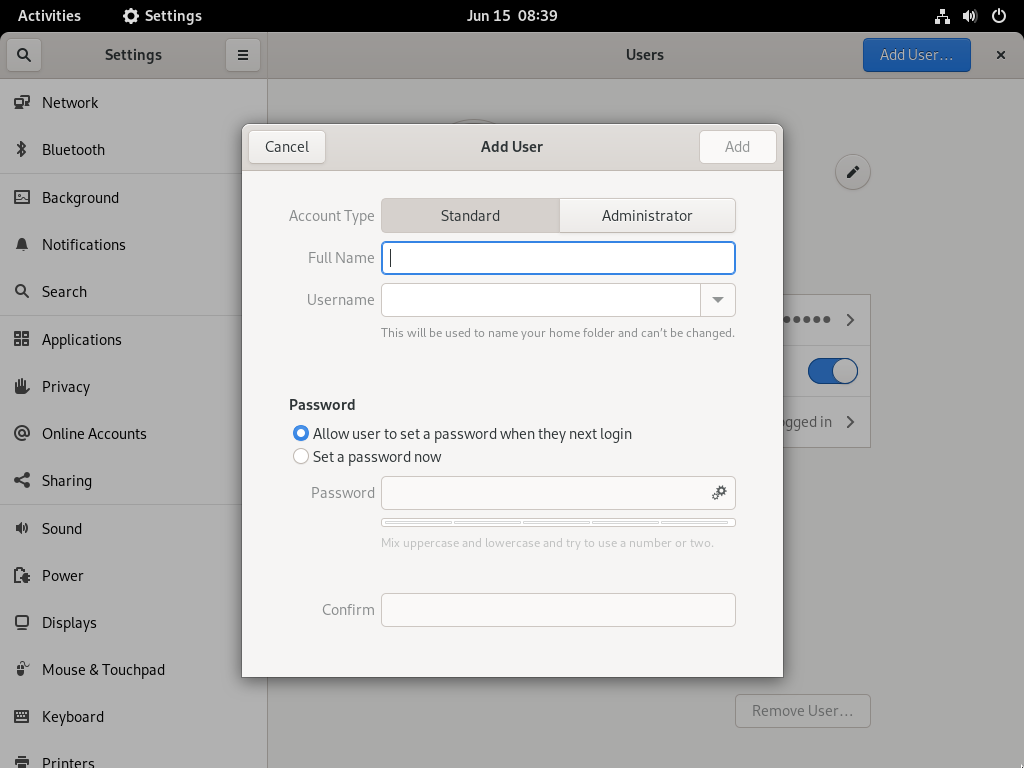 Activities
Settings
Jun 15 08:39
Settings
Users
Add User…
Network
Bluetooth
Background
Notifications
Search
Applications
Privacy
Online Accounts
Sharing
Sound
Power
Displays
Mouse & Touchpad
Keyboard
Printers
Cancel
Add User
Add
Account Type
Standard
Administrator
Full Name
Username
This will be used to name your home folder and can't be changed.
Password
Allow user to set a password when they next login
Set a password now
Password
Mix uppercase and lowercase and try to use a number or two.
Confirm
in
Remove User…